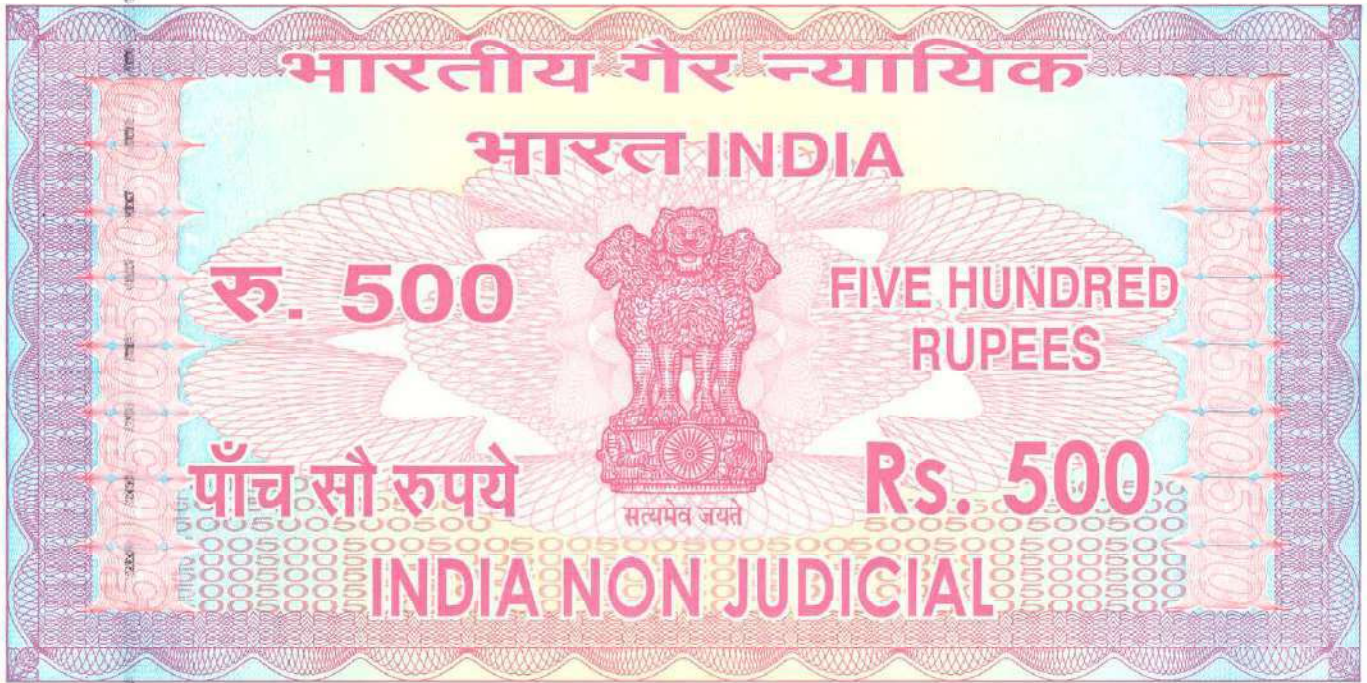 भारतीय गैर न्यायिक
भारत INDIA
रु. 500
FIVE HUNDRED
RUPEES
पाँच सौ रुपये
Rs. 500
सत्यमेव जयते
INDIA NON JUDICIAL